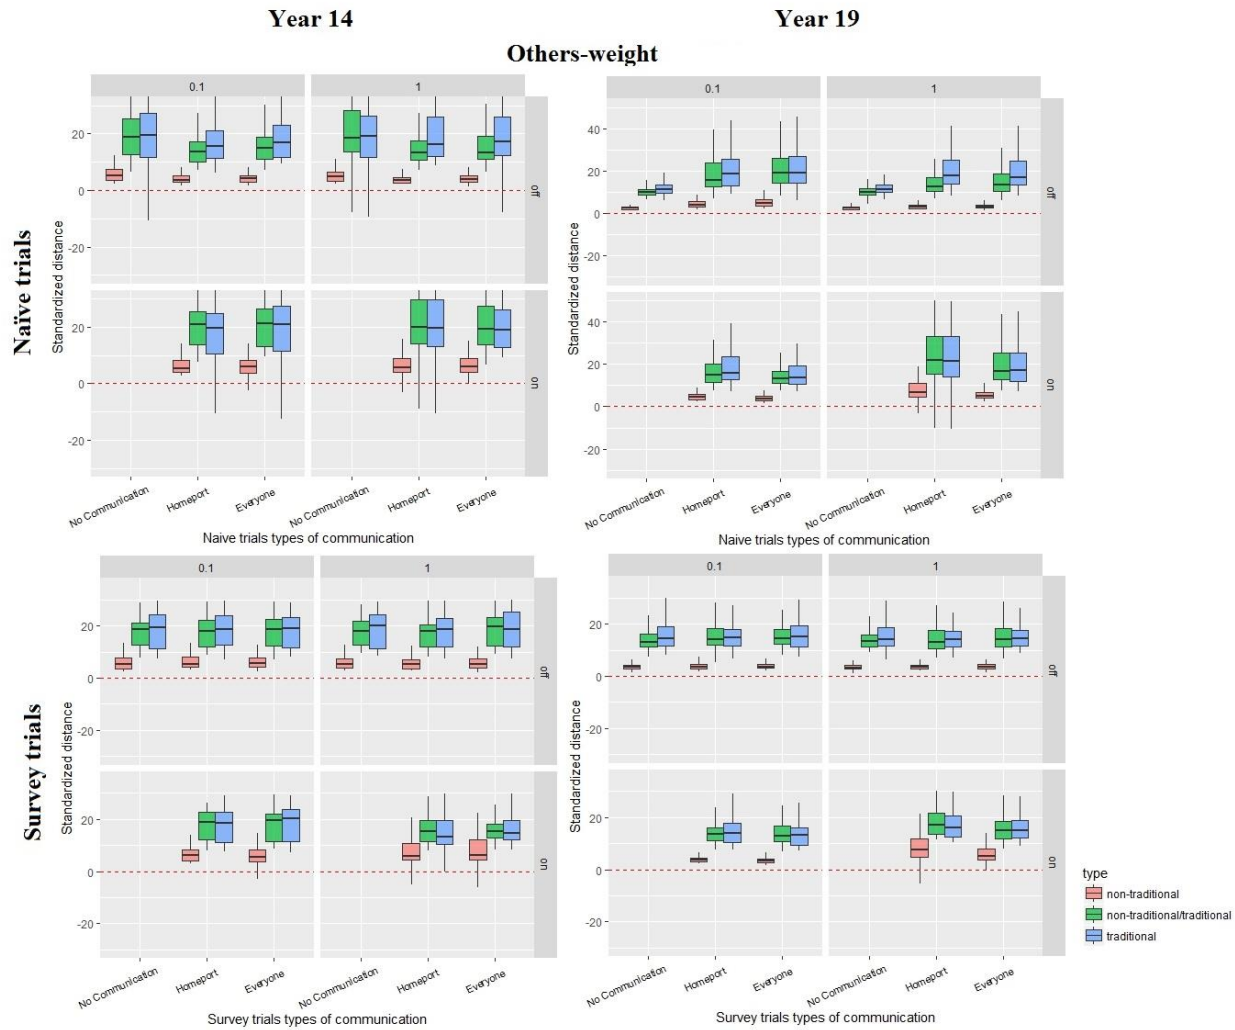 Year 14
Year 19
Others-weight
Naïve trials
Standardized distance
0.1
1
20
0
-20
off
20
0
-20
on
No Communication
Homeport
Everyone
No Communication
Homeport
Everyone
Naive trials types of communication
Standardized distance
0.1
1
40
20
0
-20
off
40
20
0
-20
on
No Communication
Homeport
Everyone
No Communication
Homeport
Everyone
Naive trials types of communication
Survey trials
Standardized distance
0.1
1
20
0
-20
off
20
0
-20
on
No Communication
Homeport
Everyone
No Communication
Homeport
Everyone
Survey trials types of communication
Standardized distance
0.1
1
20
0
-20
off
20
0
-20
on
No Communication
Homeport
Everyone
No Communication
Homeport
Everyone
Survey trials types of communication
type
non-traditional
non-traditional/traditional
traditional